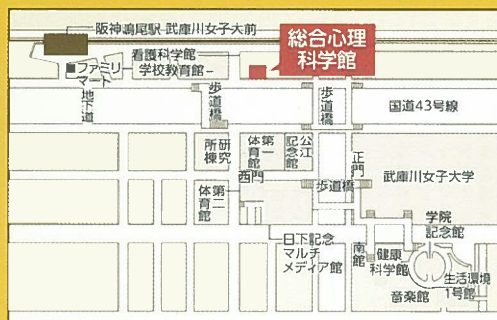 阪神鳴尾駅 武庫川女子大前
総合心理
科学館
看護科学館
学校教育館
ファミリ
マート
地下道
歩道橋
歩道橋
国道43号線
研究
所棟
第一
体育館
公江
記念館
正門
武庫川女子大学
西門
歩道橋
第二
体育館
学院
記念館
日下記念
マルチ
メディア館
南館
健康
科学館
生活環境
1号館
音楽館